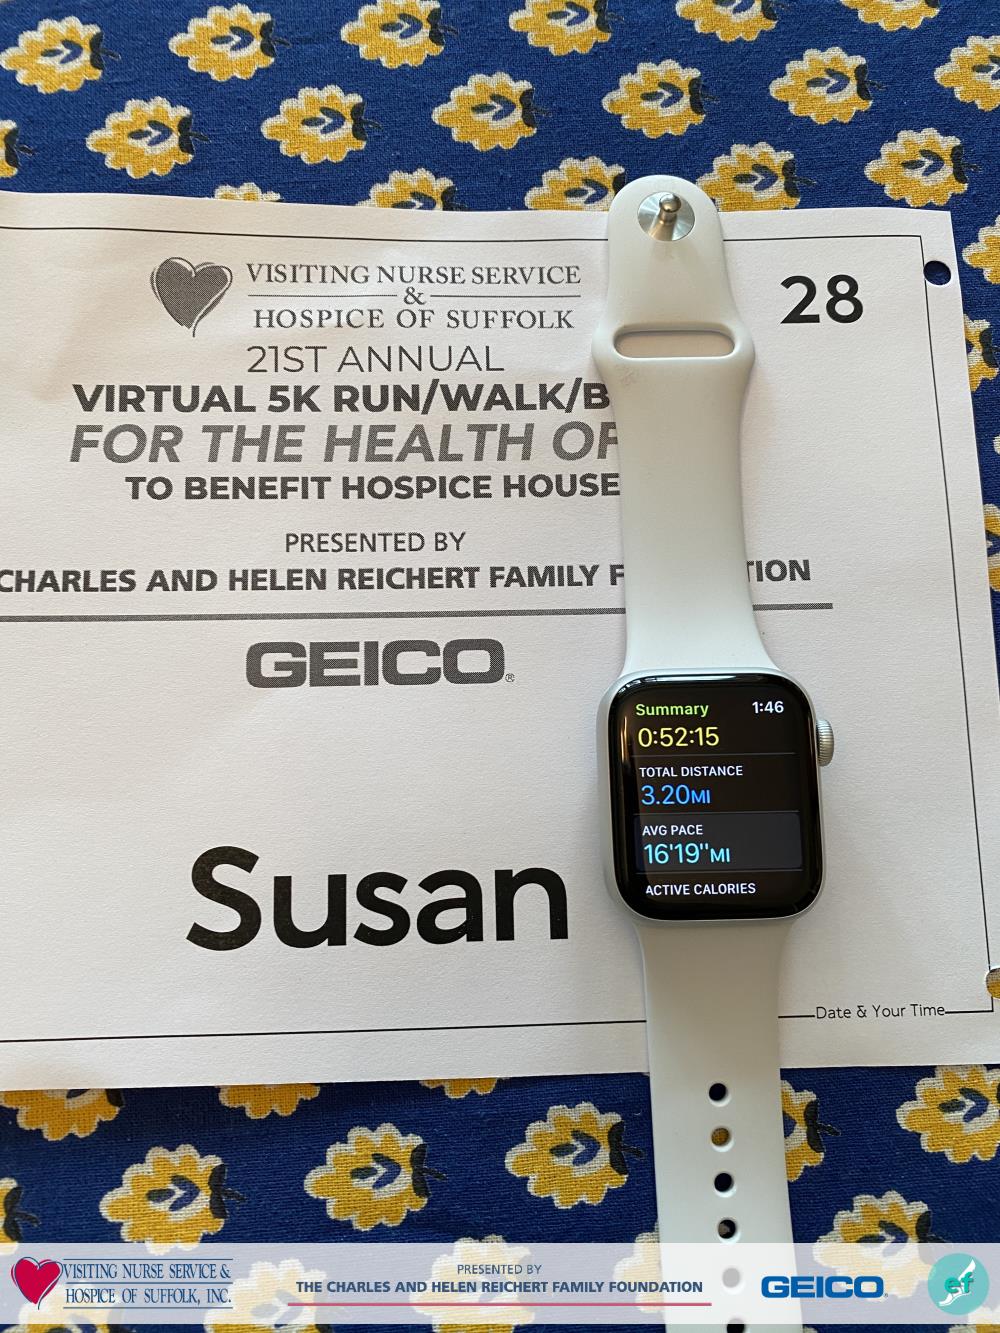 VISITING NURSE SERVICE
&
HOSPICE OF SUFFOLK
28
21ST ANNUAL
VIRTUAL 5K RUN/WALK/B
FOR THE HEALTH OF
TO BENEFIT HOSPICE HOUSE
PRESENTED BY
CHARLES AND HELEN REICHERT FAMILY F TION
GEICO®
Summary 1:46
0:52:15
TOTAL DISTANCE
3.20MI
AVG PACE
16'19"MI
ACTIVE CALORIES
Susan
Date & Your Time
VISITING NURSE SERVICE &
HOSPICE OF SUFFOLK, INC.
PRESENTED BY
THE CHARLES AND HELEN REICHERT FAMILY FOUNDATION
GEICO®
ef